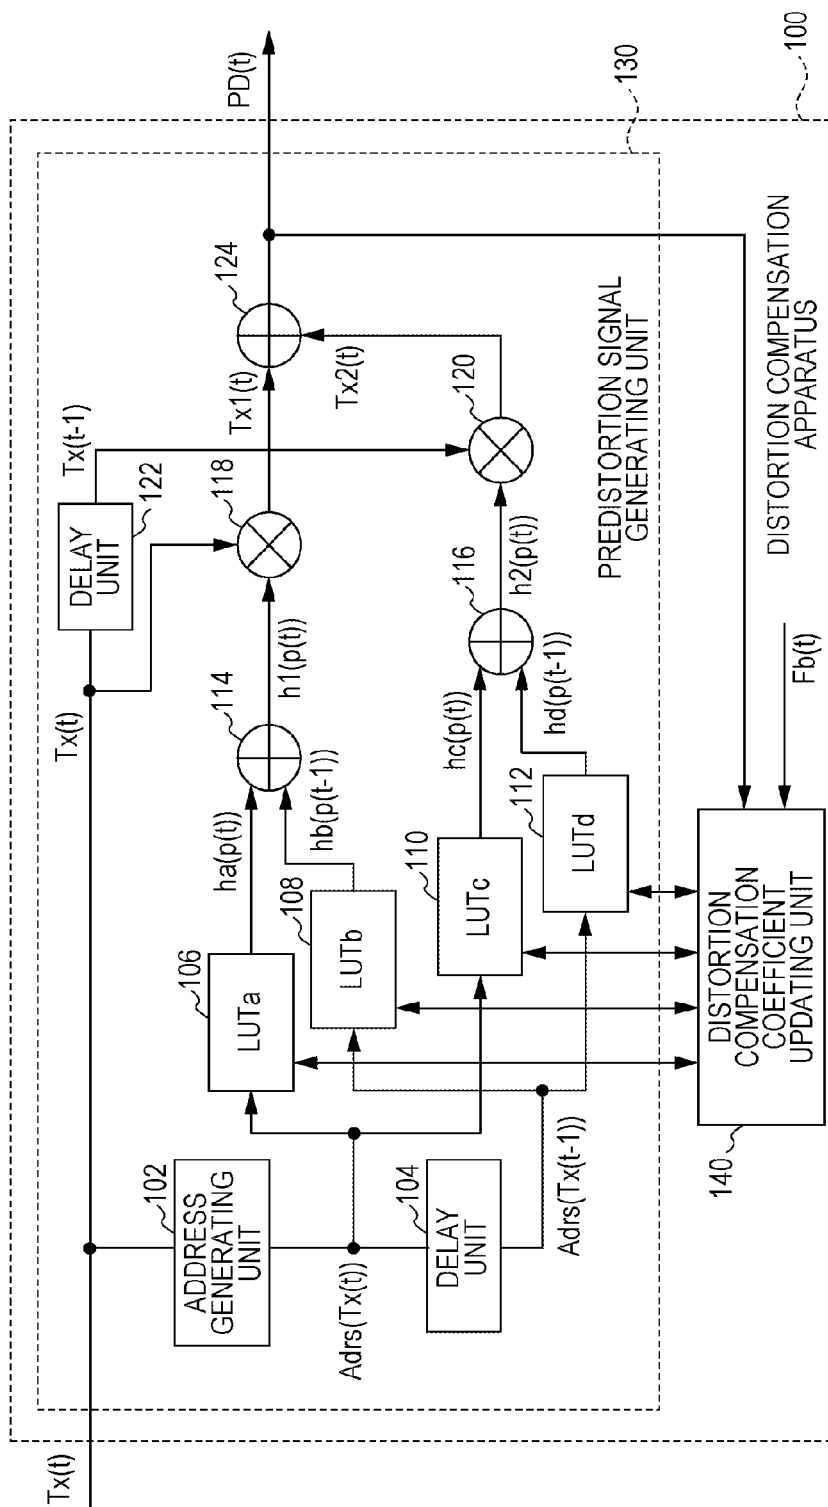 Tx(t)
Tx(t)
DELAY
UNIT
122
Tx(t-1)
102
ADDRESS
GENERATING
UNIT
Adrs(Tx(t))
104
DELAY
UNIT
Adrs(Tx(t-1))
106
LUTa
ha(p(t))
108
LUTb
hb(p(t-1))
114
h1(p(t))
118
Tx1(t)
124
PD(t)
110
LUTc
hc(p(t))
112
LUTd
hd(p(t-1))
116
h2(p(t))
120
Tx2(t)
PREDISTORTION SIGNAL
GENERATING UNIT
130
140
DISTORTION
COMPENSATION
COEFFICIENT
UPDATING UNIT
Fb(t)
DISTORTION COMPENSATION
APPARATUS
100